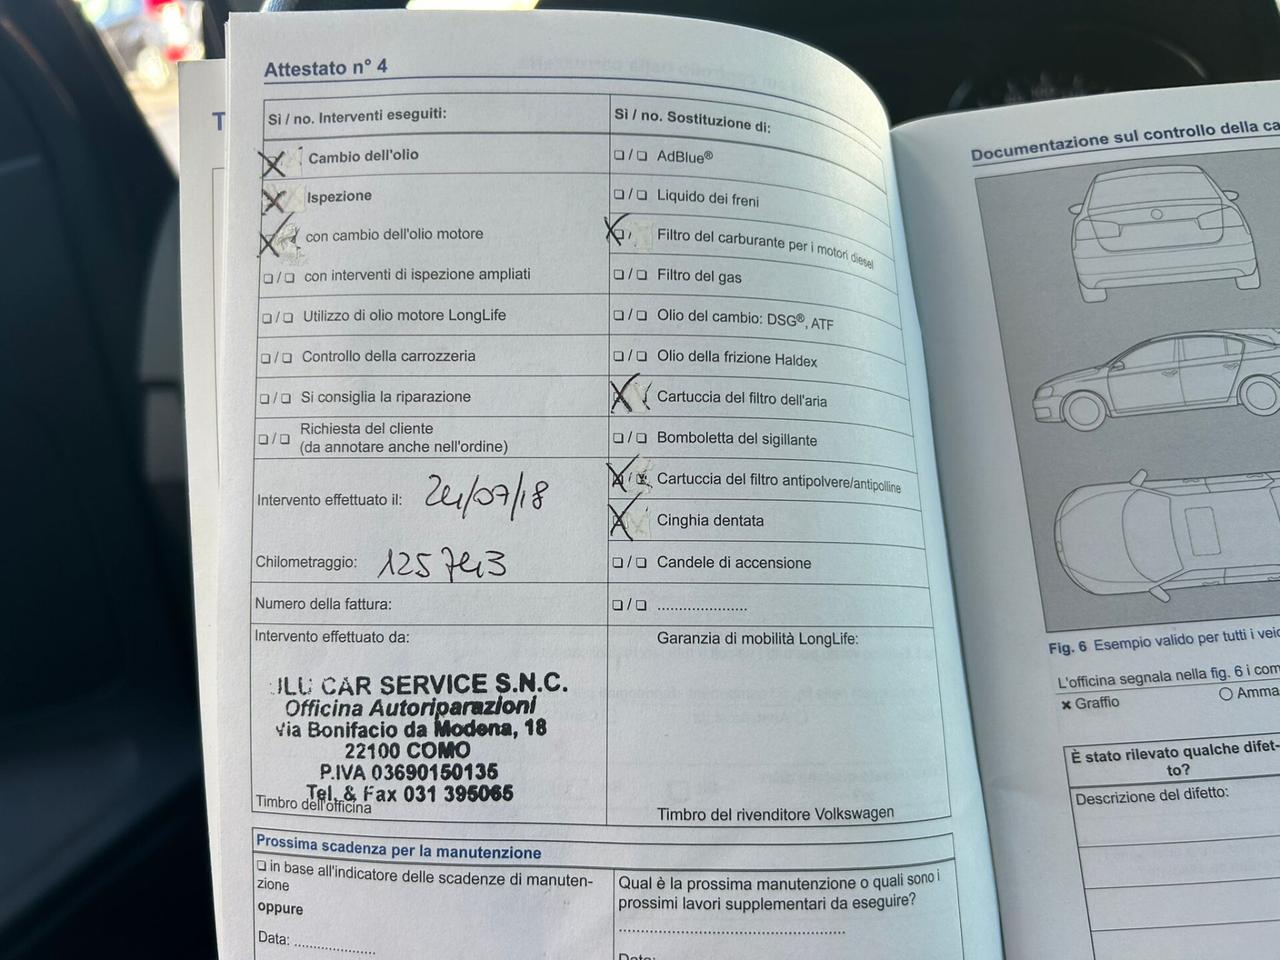 Attestato n° 4
Sì / no. Interventi eseguiti:
Cambio dell'olio
Ispezione
con cambio dell'olio motore
❏ / ❏ con interventi di ispezione ampliati
❏ / ❏ Utilizzo di olio motore LongLife
❏ / ❏ Controllo della carrozzeria
❏ / ❏ Si consiglia la riparazione
❏ / ❏ Richiesta del cliente
(da annotare anche nell'ordine)
Intervento effettuato il: 24/07/18
Chilometraggio: 125743
Numero della fattura:
Intervento effettuato da:
CAR SERVICE S.N.C.
Officina Autoriparazioni
Via Bonifacio da Modena, 18
22100 COMO
P.IVA 03690150135
Tel. & Fax 031 395065
Timbro dell'officina
Sì / no. Sostituzione di:
❏ / ❏ AdBlue®
❏ / ❏ Liquido dei freni
Filtro del carburante per i motori diesel
❏ / ❏ Filtro del gas
❏ / ❏ Olio del cambio: DSG®, ATF
❏ / ❏ Olio della frizione Haldex
Cartuccia del filtro dell'aria
❏ / ❏ Bomboletta del sigillante
Cartuccia del filtro antipolvere/antipolline
Cinghia dentata
❏ / ❏ Candele di accensione
❏ / ❏ .....................
Garanzia di mobilità LongLife:
Timbro del rivenditore Volkswagen
Prossima scadenza per la manutenzione
❏ in base all'indicatore delle scadenze di manuten-
zione
oppure
Data: ...................
Qual è la prossima manutenzione o quali sono i
prossimi lavori supplementari da eseguire?
.....................................................
Data:
T
Documentazione sul controllo della ca
Fig. 6 Esempio valido per tutti i vei
L'officina segnala nella fig. 6 i com
× Graffio
○ Amma
È stato rilevato qualche difet-
to?
Descrizione del difetto: